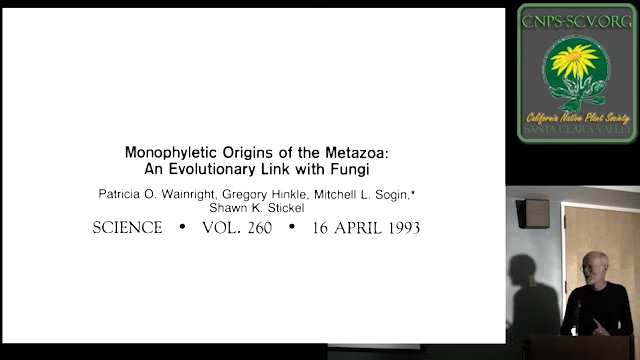 Monophyletic Origins of the Metazoa:
An Evolutionary Link with Fungi
Patricia O. Wainright, Gregory Hinkle, Mitchell L. Sogin,*
Shawn K. Stickel
SCIENCE • VOL. 260 • 16 APRIL 1993
CNPS-SCV.ORG
California Native Plant Society
SANTA CLARA VALLEY